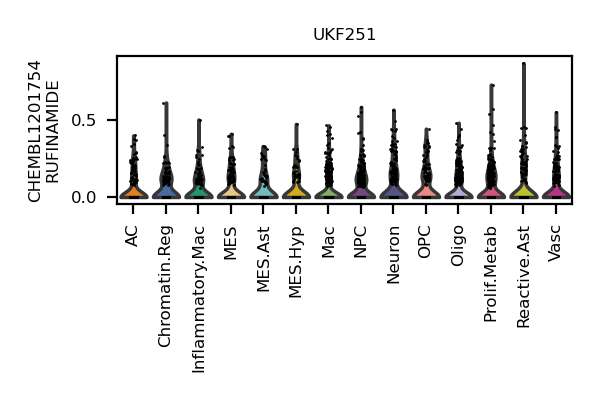 UKF251
CHEMBL1201754
RUFINAMIDE
0.5
0.0
AC
Chromatin.Reg
Inflammatory.Mac
MES
MES.Ast
MES.Hyp
Mac
NPC
Neuron
OPC
Oligo
Prolif.Metab
Reactive.Ast
Vasc